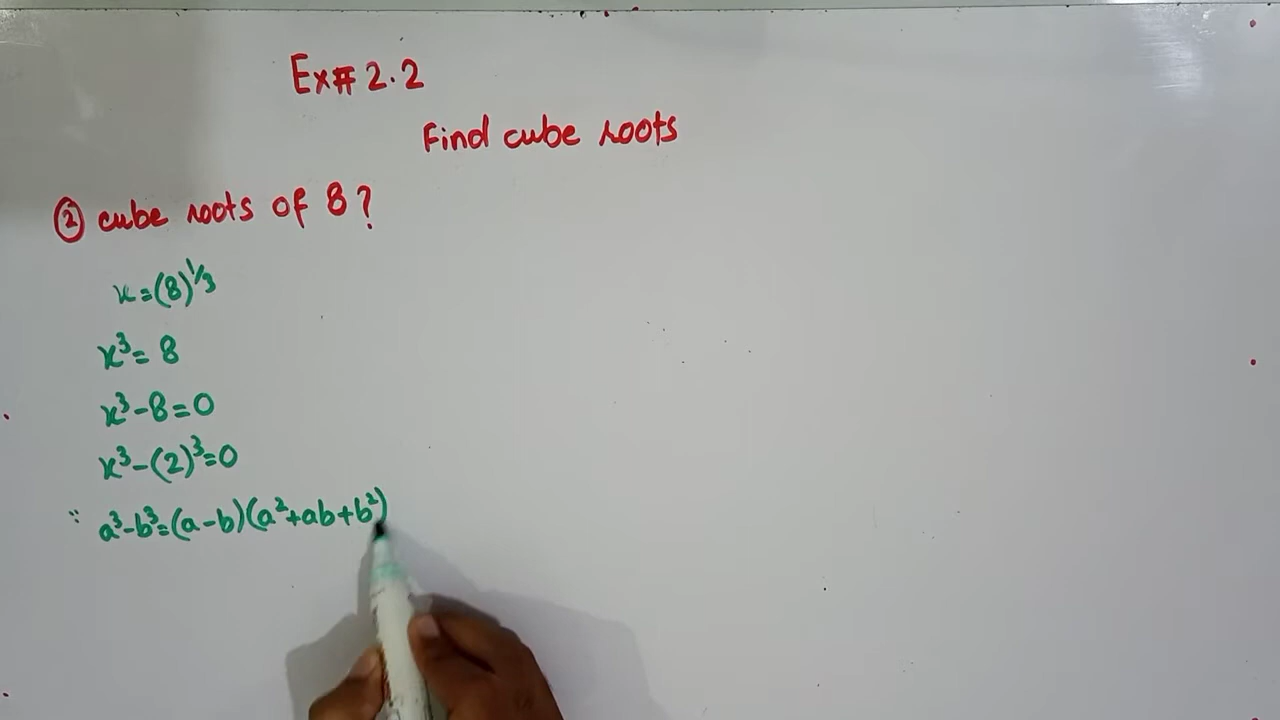 Ex# 2.2
Find cube roots
② cube roots of 8?
x=(8)^1/3
x³= 8
x³-8=0
x³-(2)³=0
∵ a³-b³=(a-b)(a²+ab+b²)